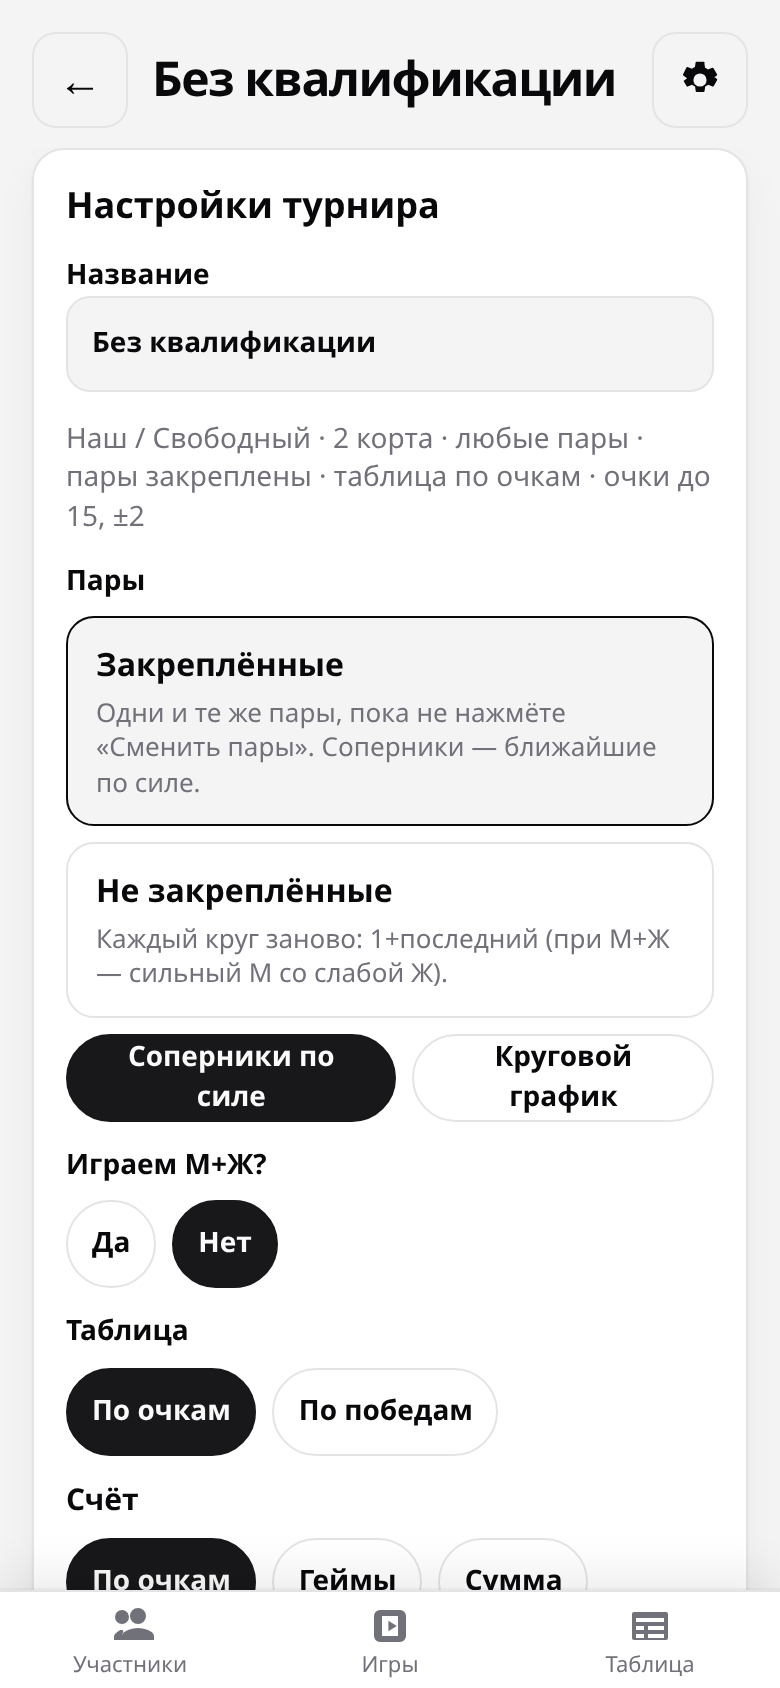 ←
Без квалификации
Настройки турнира
Название
Без квалификации
Наш / Свободный · 2 корта · любые пары ·
пары закреплены · таблица по очкам · очки до
15, ±2
Пары
Закреплённые
Одни и те же пары, пока не нажмёте
«Сменить пары». Соперники — ближайшие
по силе.
Не закреплённые
Каждый круг заново: 1+последний (при М+Ж
— сильный М со слабой Ж).
Соперники по
силе
Круговой
график
Играем М+Ж?
Да
Нет
Таблица
По очкам
По победам
Счёт
По очкам
Геймы
Сумма
Участники
Игры
Таблица